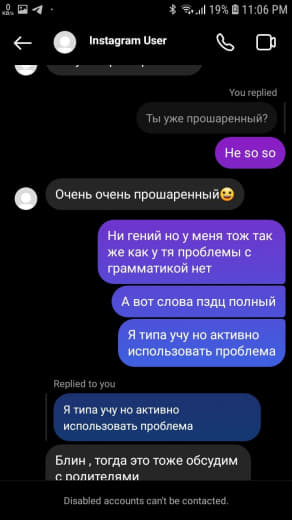 0
KB/s
19% 11:06 PM
Instagram User
You replied
Ты уже прошаренный?
Не so so
Очень очень прошаренный😆
Ни гений но у меня тож так
же как у тя проблемы с
грамматикой нет
А вот слова пздц полный
Я типа учу но активно
использовать проблема
Replied to you
Я типа учу но активно
использовать проблема
Блин , тогда это тоже обсудим
с родителями
Disabled accounts can't be contacted.